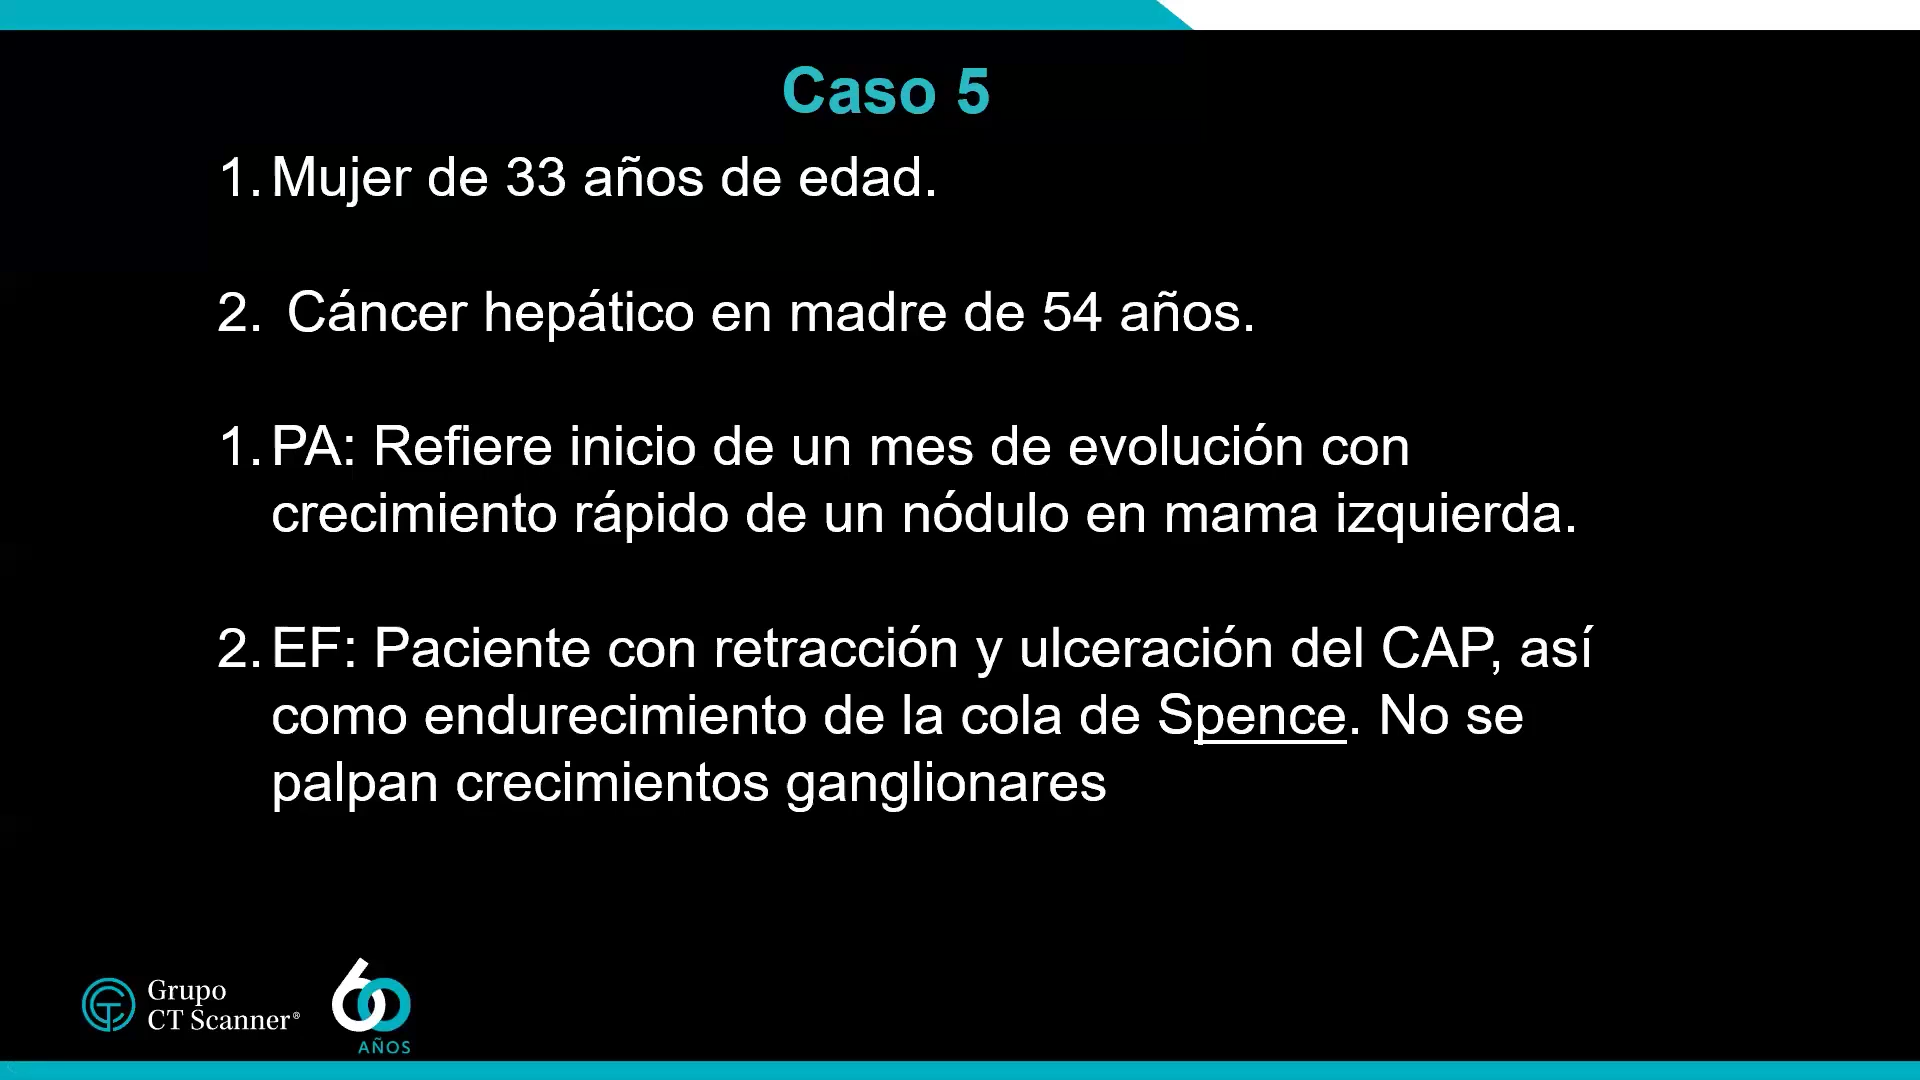 Caso 5
1. Mujer de 33 años de edad.
2. Cáncer hepático en madre de 54 años.
1. PA: Refiere inicio de un mes de evolución con
crecimiento rápido de un nódulo en mama izquierda.
2. EF: Paciente con retracción y ulceración del CAP, así
como endurecimiento de la cola de Spence. No se
palpan crecimientos ganglionares
Grupo
CT Scanner®
60
AÑOS